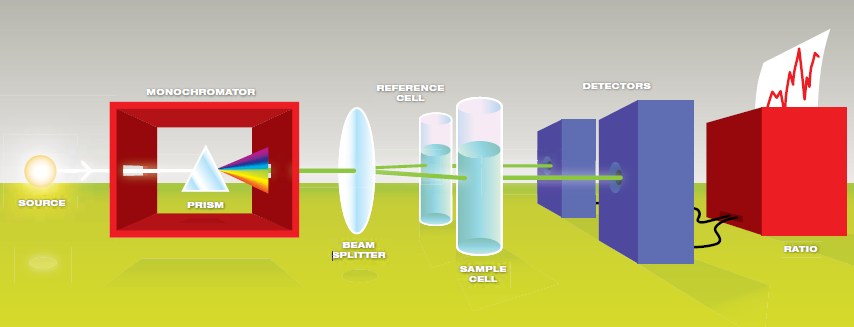 MONOCHROMATOR
REFERENCE
CELL
DETECTORS
SOURCE
PRISM
BEAM
SPLITTER
SAMPLE
CELL
RATIO